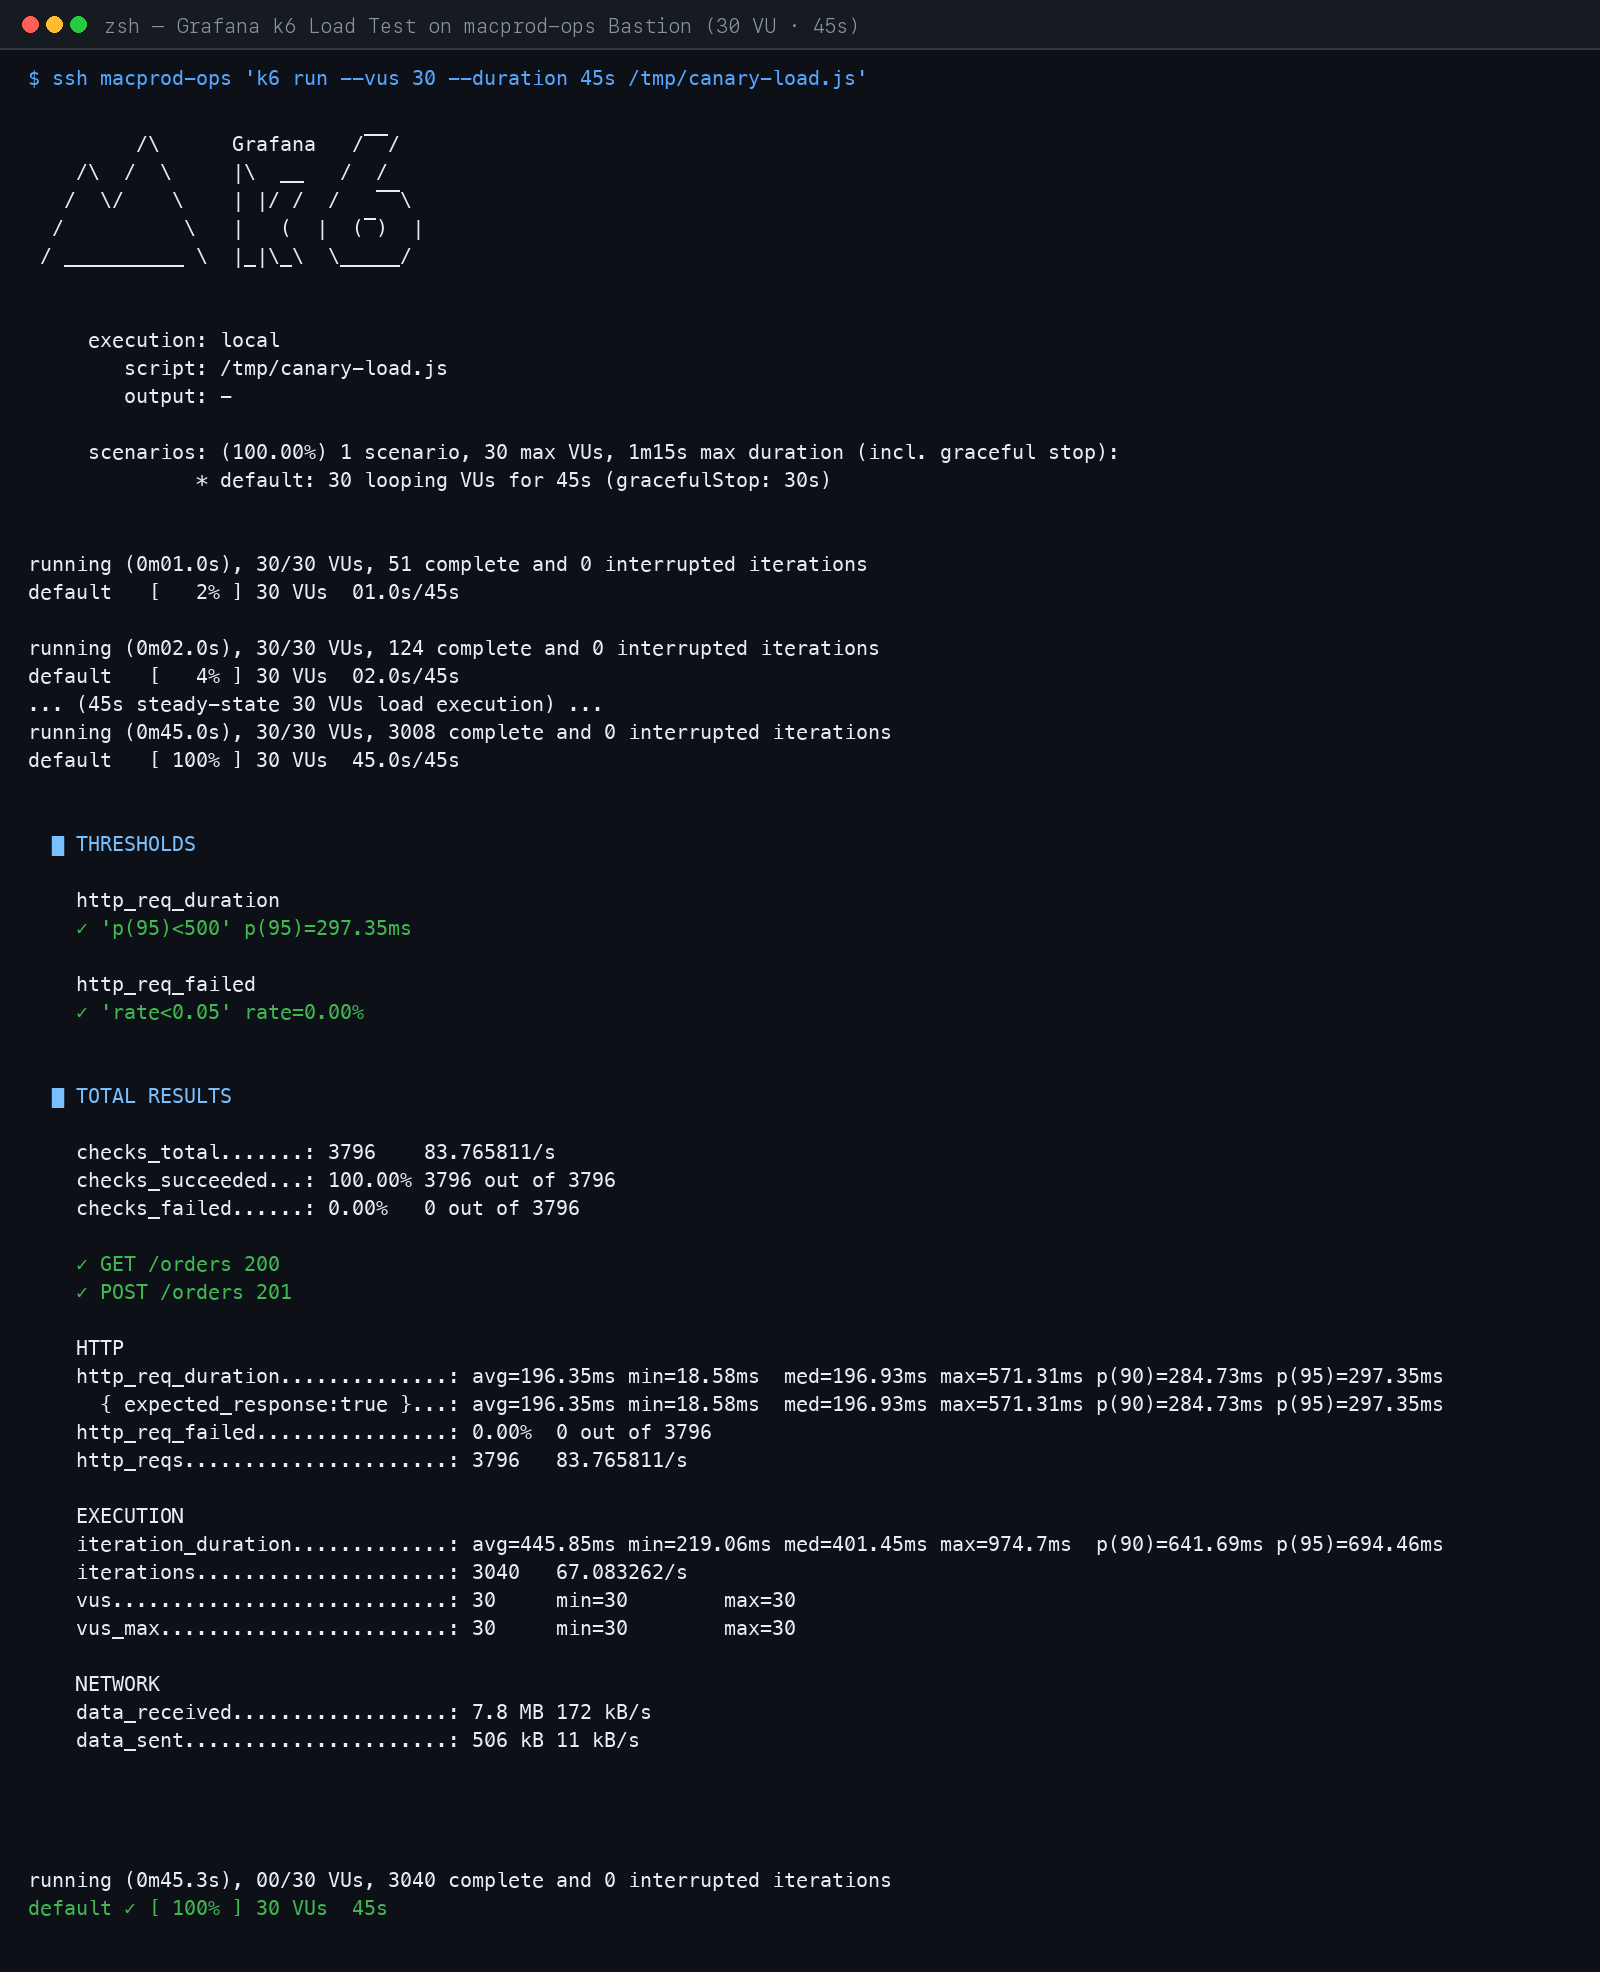 zsh — Grafana k6 Load Test on macprod-ops Bastion (30 VU · 45s)
$ ssh macprod-ops 'k6 run --vus 30 --duration 45s /tmp/canary-load.js'
         /\      Grafana   /‾‾/
    /\  /  \     |\  __   /  /
   /  \/    \    | |/ /  /   ‾‾\
  /          \   |   (  |  (‾)  |
 / __________ \  |_|\_\  \_____/
     execution: local
        script: /tmp/canary-load.js
        output: -
     scenarios: (100.00%) 1 scenario, 30 max VUs, 1m15s max duration (incl. graceful stop):
              * default: 30 looping VUs for 45s (gracefulStop: 30s)
running (0m01.0s), 30/30 VUs, 51 complete and 0 interrupted iterations
default   [   2% ] 30 VUs  01.0s/45s
running (0m02.0s), 30/30 VUs, 124 complete and 0 interrupted iterations
default   [   4% ] 30 VUs  02.0s/45s
... (45s steady-state 30 VUs load execution) ...
running (0m45.0s), 30/30 VUs, 3008 complete and 0 interrupted iterations
default   [ 100% ] 30 VUs  45.0s/45s
  █ THRESHOLDS
    http_req_duration
    ✓ 'p(95)<500' p(95)=297.35ms
    http_req_failed
    ✓ 'rate<0.05' rate=0.00%
  █ TOTAL RESULTS
    checks_total.......: 3796    83.765811/s
    checks_succeeded...: 100.00% 3796 out of 3796
    checks_failed......: 0.00%   0 out of 3796
    ✓ GET /orders 200
    ✓ POST /orders 201
    HTTP
    http_req_duration..............: avg=196.35ms min=18.58ms  med=196.93ms max=571.31ms p(90)=284.73ms p(95)=297.35ms
      { expected_response:true }...: avg=196.35ms min=18.58ms  med=196.93ms max=571.31ms p(90)=284.73ms p(95)=297.35ms
    http_req_failed................: 0.00%  0 out of 3796
    http_reqs......................: 3796   83.765811/s
    EXECUTION
    iteration_duration.............: avg=445.85ms min=219.06ms med=401.45ms max=974.7ms  p(90)=641.69ms p(95)=694.46ms
    iterations.....................: 3040   67.083262/s
    vus............................: 30     min=30        max=30
    vus_max........................: 30     min=30        max=30
    NETWORK
    data_received..................: 7.8 MB 172 kB/s
    data_sent......................: 506 kB 11 kB/s
running (0m45.3s), 00/30 VUs, 3040 complete and 0 interrupted iterations
default ✓ [ 100% ] 30 VUs  45s